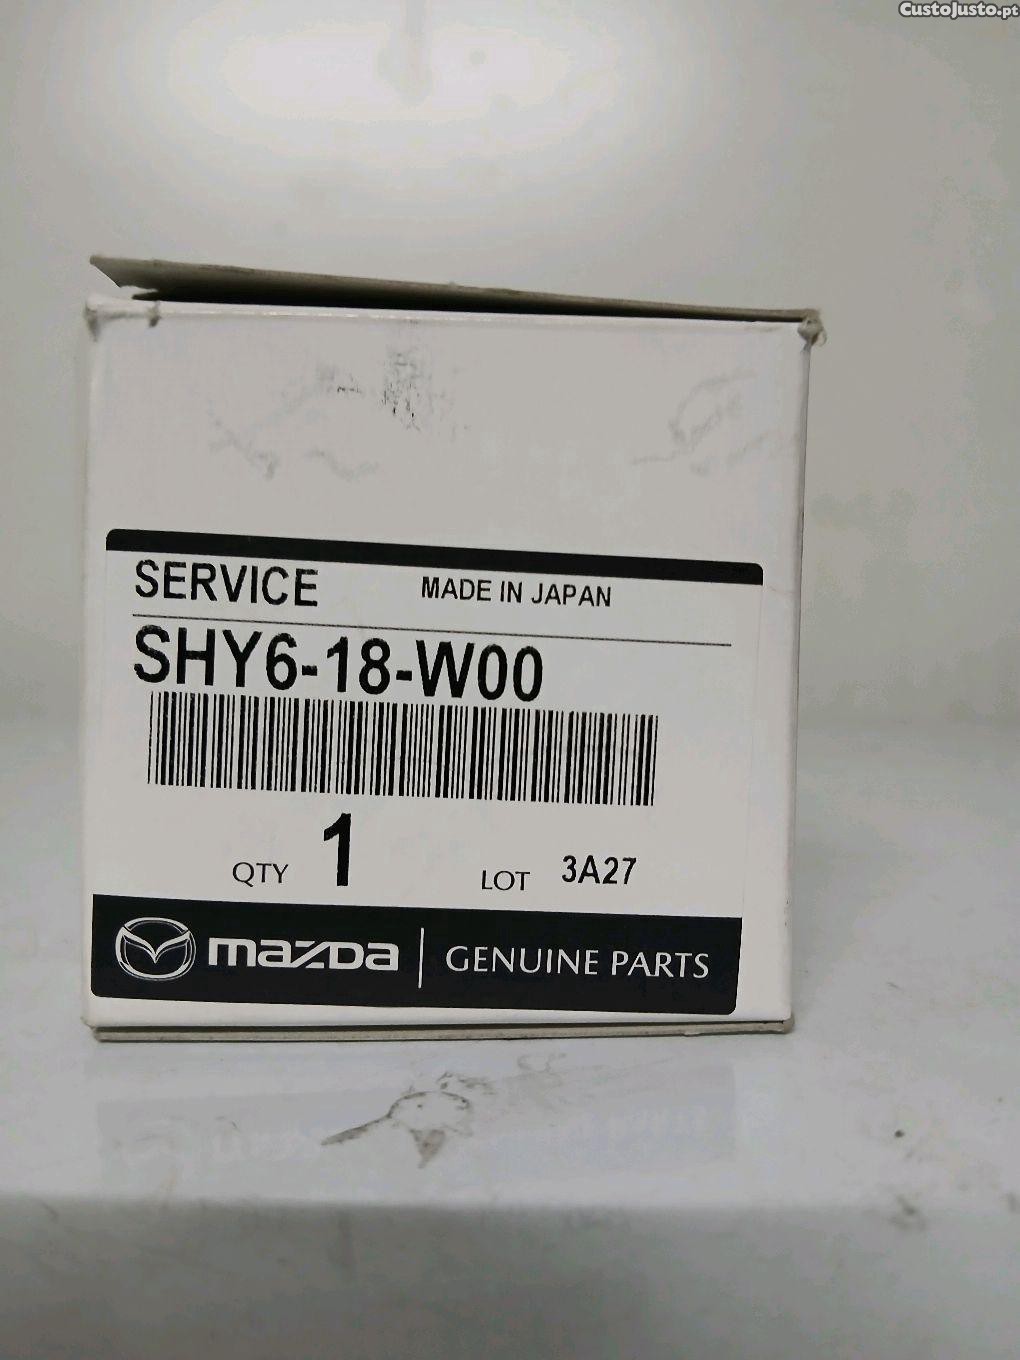 CustoJusto.pt
SERVICE MADE IN JAPAN
SHY6-18-W00
QTY 1 LOT 3A27
mazda GENUINE PARTS